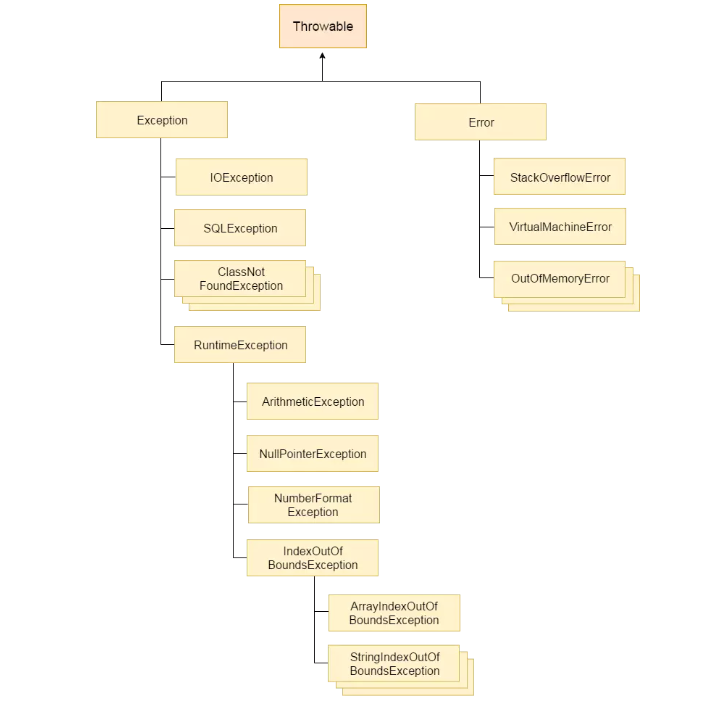 Throwable
Exception
Error
IOException
StackOverflowError
SQLException
VirtualMachineError
ClassNot
FoundException
OutOfMemoryError
RuntimeException
ArithmeticException
NullPointerException
NumberFormat
Exception
IndexOutOf
BoundsException
ArrayIndexOutOf
BoundsException
StringIndexOutOf
BoundsException